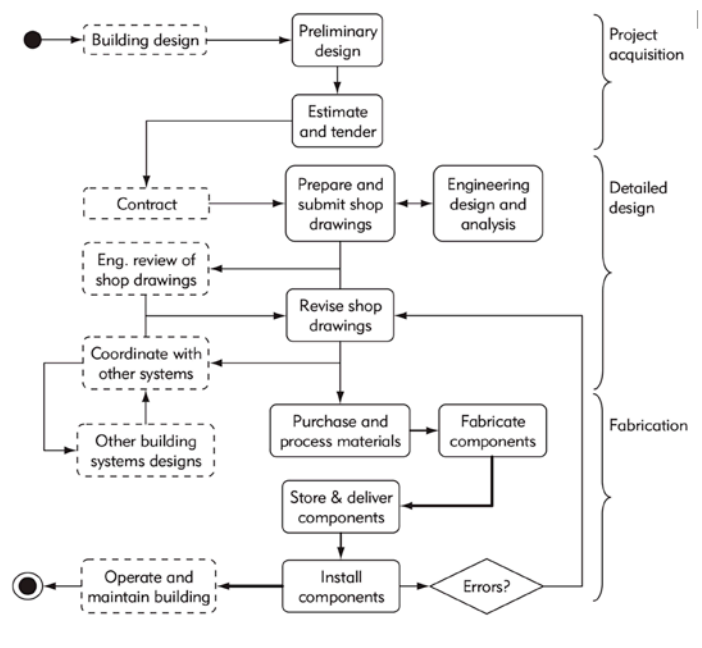 Building design
Preliminary
design
Project
acquisition
Estimate
and tender
Contract
Prepare and
submit shop
drawings
Engineering
design and
analysis
Detailed
design
Eng. review of
shop drawings
Revise shop
drawings
Coordinate with
other systems
Other building
systems designs
Purchase and
process materials
Fabricate
components
Fabrication
Store & deliver
components
Operate and
maintain building
Install
components
Errors?